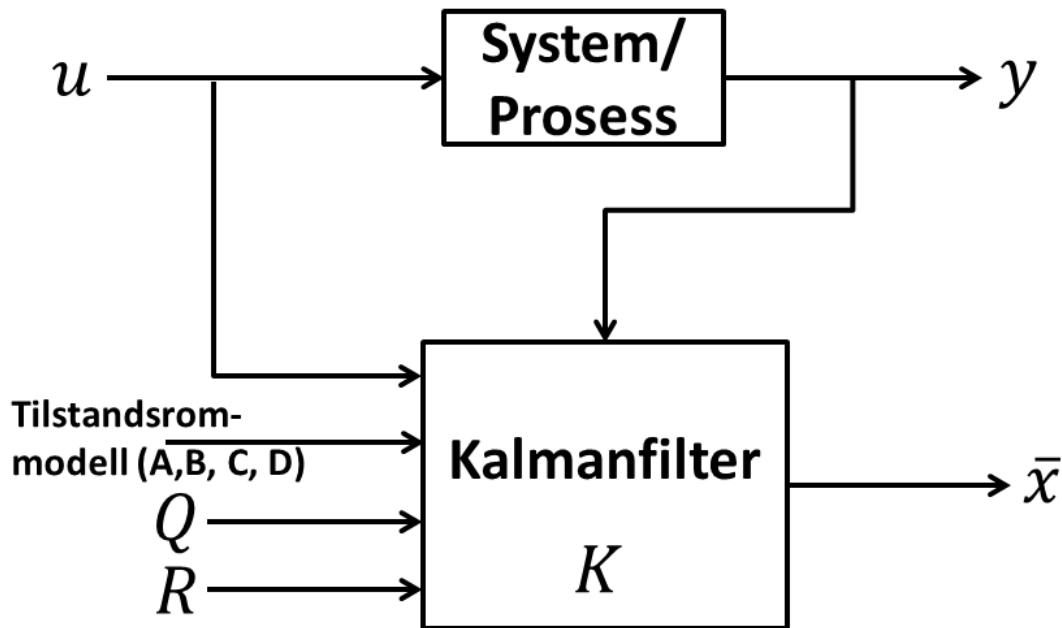 System/
Prosess
u
y
Tilstandsrom-
modell (A,B, C, D)
Q
R
Kalmanfilter
K
x̄